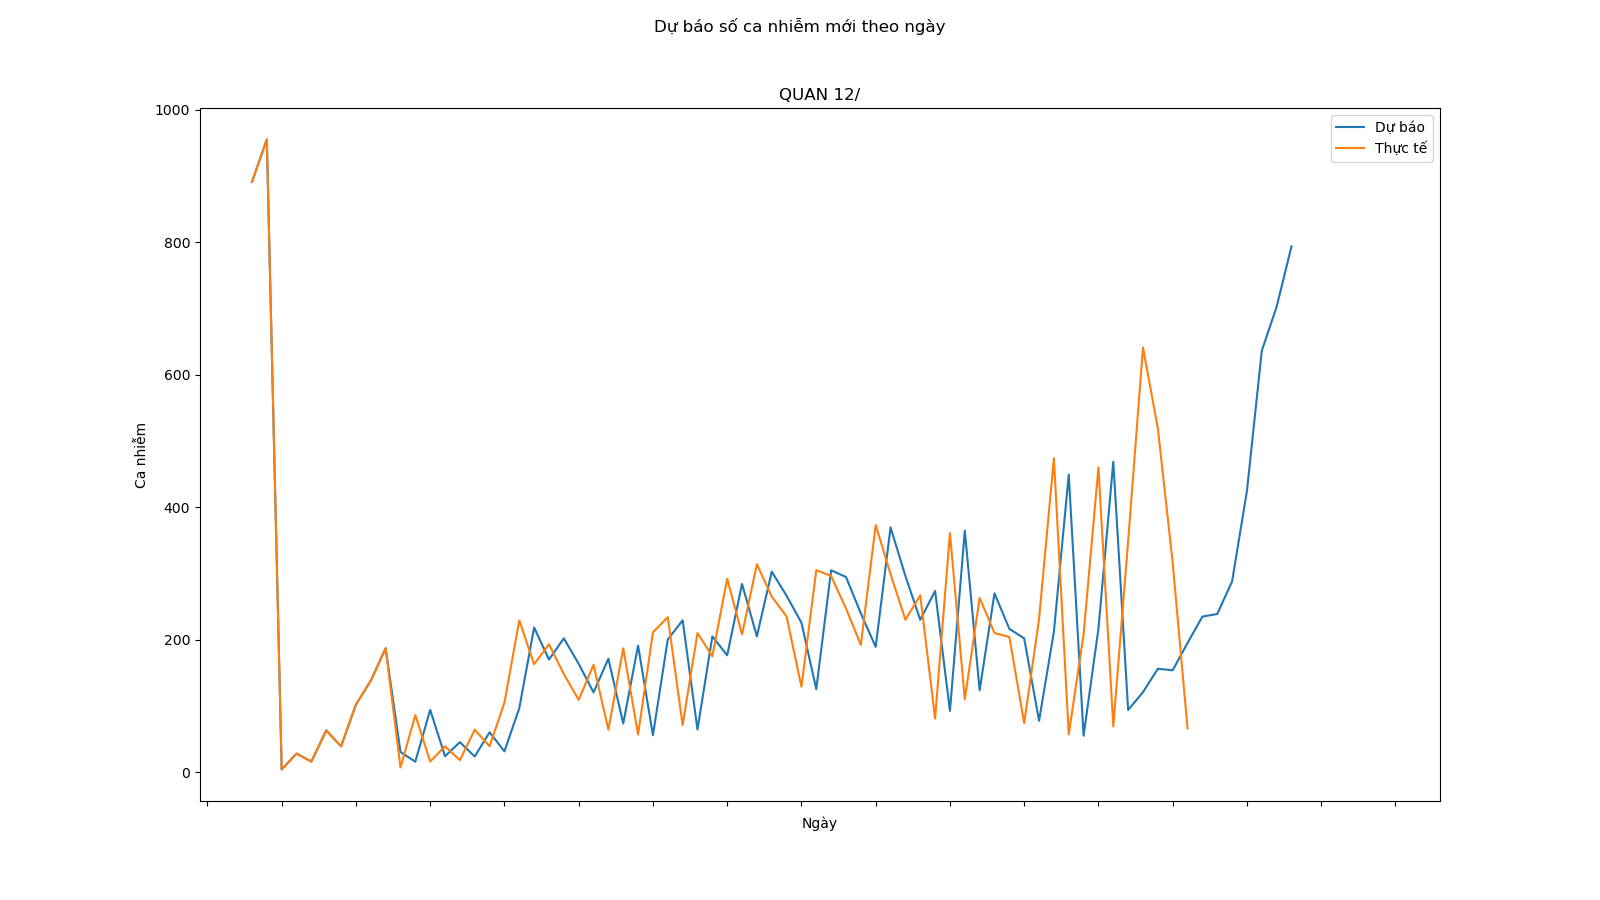 Dự báo số ca nhiễm mới theo ngày
QUAN 12/
1000
800
600
400
200
0
Ca nhiễm
Dự báo
Thực tế
Ngày